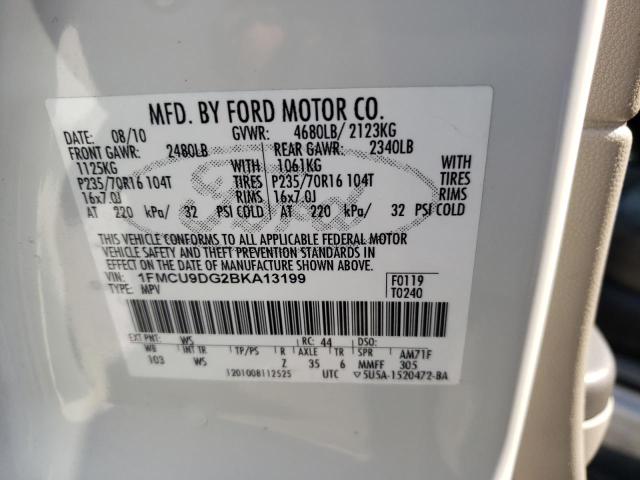 MFD. BY FORD MOTOR CO.
DATE: 08/10 GVWR: 4680LB/ 2123KG
FRONT GAWR: 2480LB REAR GAWR: 2340LB
1125KG WITH 1061KG WITH
P235/70R16 104T TIRES P235/70R16 104T TIRES
16x7.0J RIMS 16x7.0J RIMS
AT 220 kPa/ 32 PSI COLD AT 220 kPa/ 32 PSI COLD
THIS VEHICLE CONFORMS TO ALL APPLICABLE FEDERAL MOTOR
VEHICLE SAFETY AND THEFT PREVENTION STANDARDS IN
EFFECT ON THE DATE OF MANUFACTURE SHOWN ABOVE.
VIN: 1FMCU9DG2BKA13199 F0119
TYPE: MPV T0240
EXT PNT: WS RC: 44 DSO:
WB INT TR TP/PS R AXLE TR SPR AM71F
103 WS Z 35 6 MMFF 305
1201008112525 UTC ▽5U5A-1520472-BA